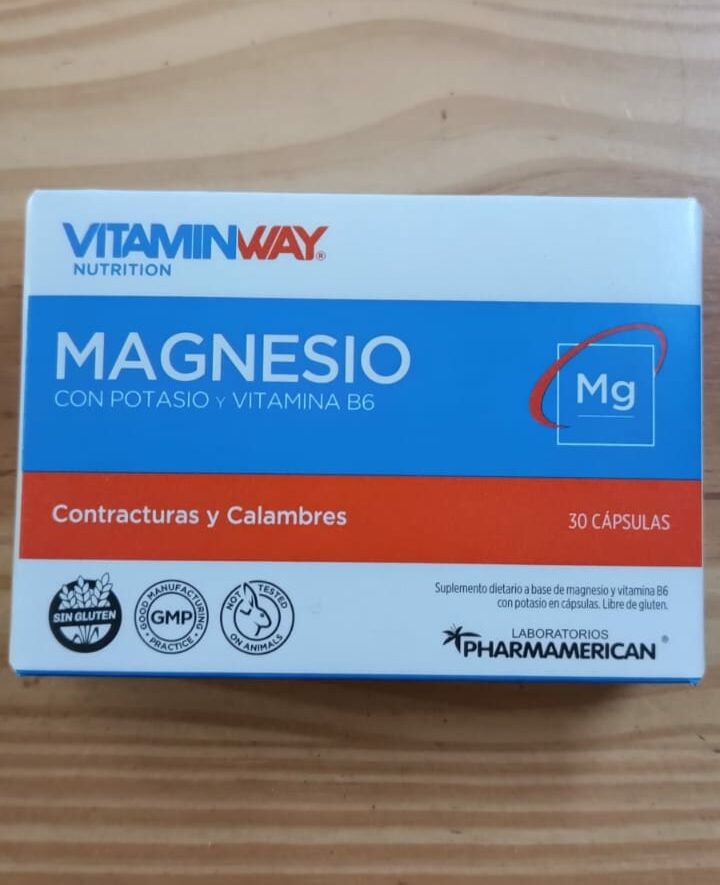 VITAMINWAY®
NUTRITION
MAGNESIO
CON POTASIO Y VITAMINA B6
Mg
Contracturas y Calambres
30 CÁPSULAS
SIN GLUTEN
GOOD MANUFACTURING
GMP
PRACTICE
NOT TESTED
ON ANIMALS
Suplemento dietario a base de magnesio y vitamina B6
con potasio en cápsulas. Libre de gluten.
LABORATORIOS
PHARMAMERICAN®